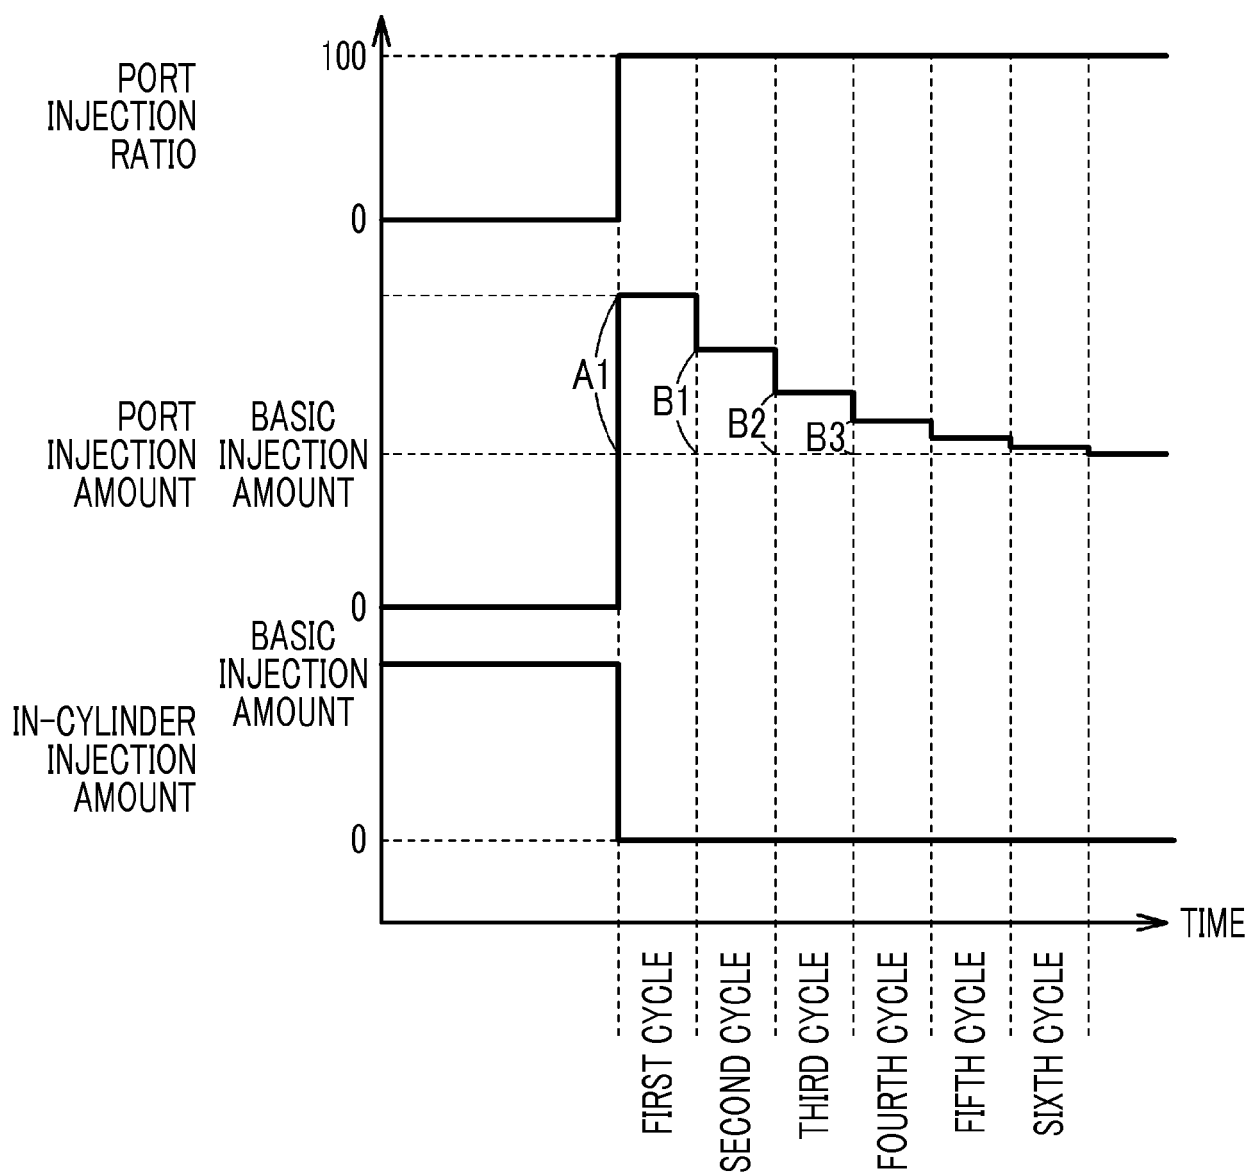 100
PORT
INJECTION
RATIO
0
A1
B1
B2
B3
PORT
INJECTION
AMOUNT
BASIC
INJECTION
AMOUNT
0
BASIC
INJECTION
AMOUNT
IN-CYLINDER
INJECTION
AMOUNT
0
TIME
FIRST CYCLE
SECOND CYCLE
THIRD CYCLE
FOURTH CYCLE
FIFTH CYCLE
SIXTH CYCLE